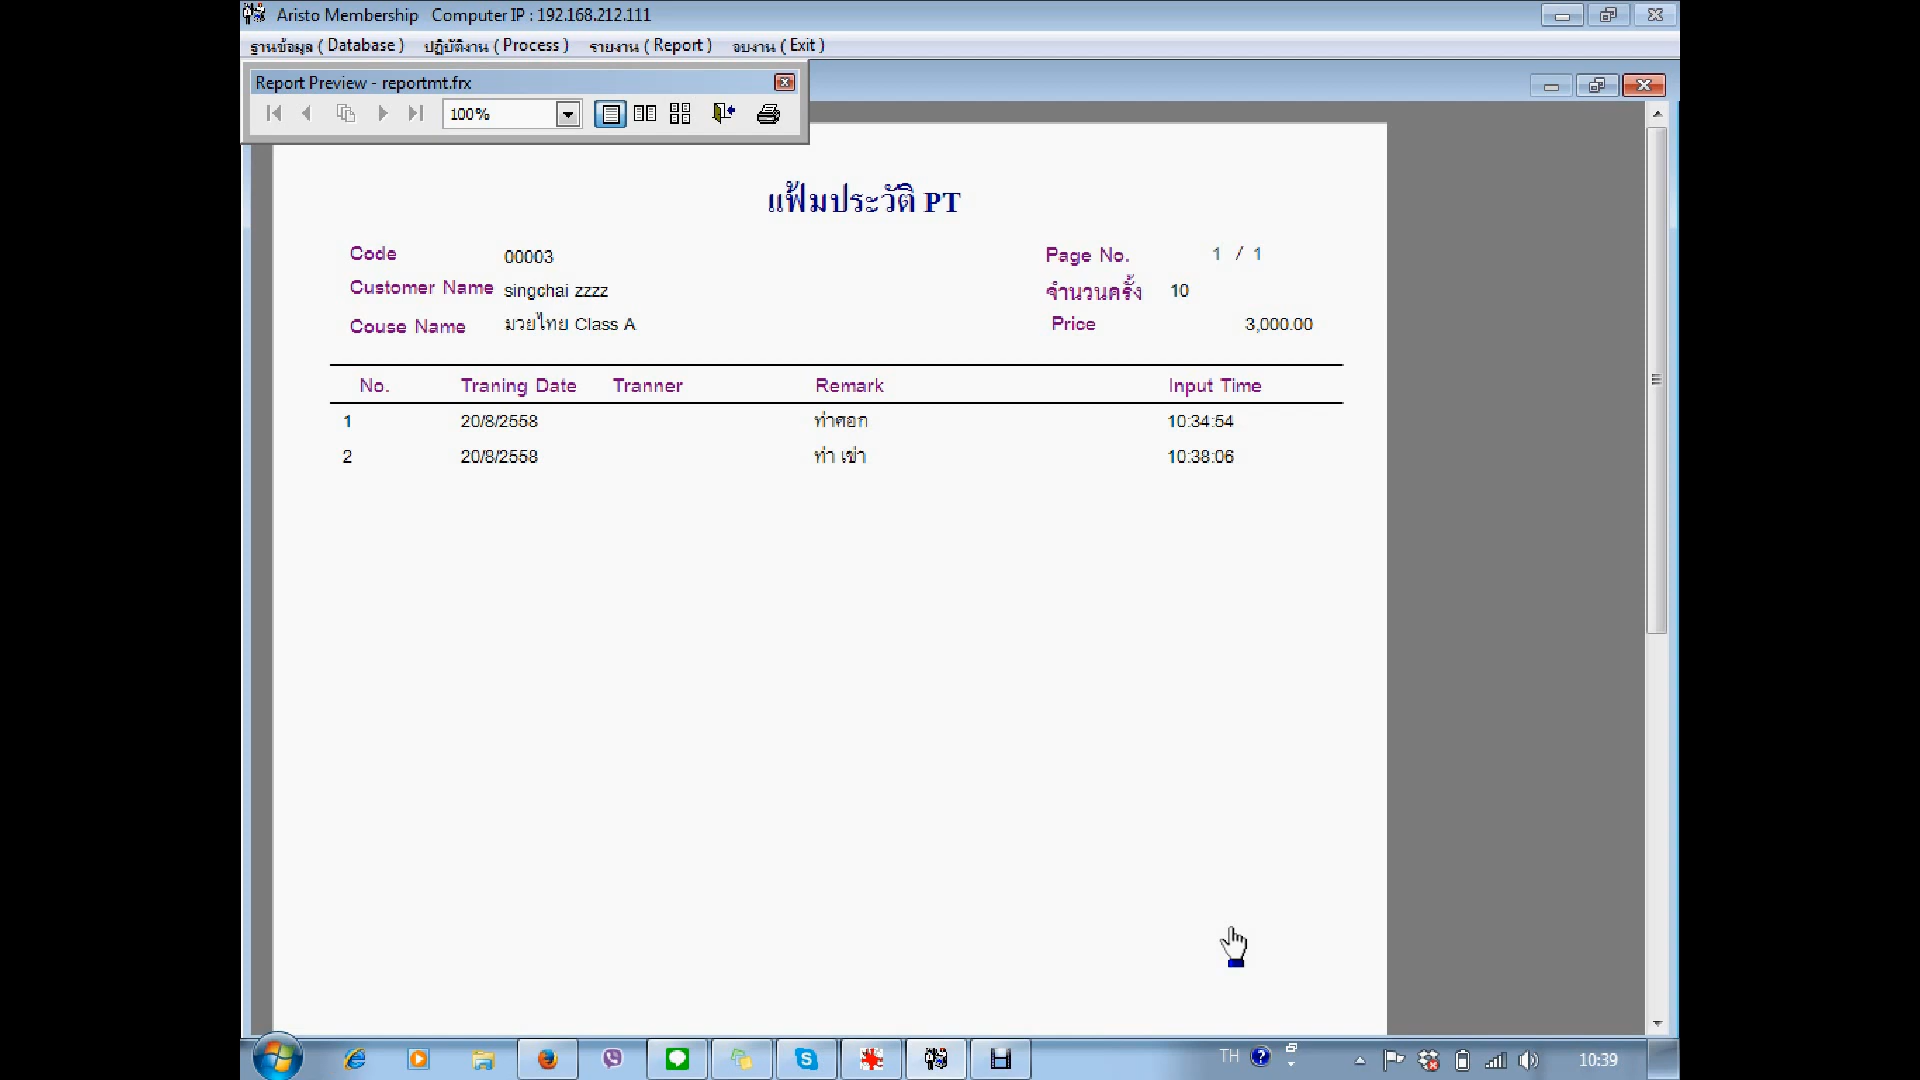 Aristo Membership Computer IP : 192.168.212.111
ฐานข้อมูล ( Database ) ปฏิบัติงาน ( Process ) รายงาน ( Report ) จบงาน ( Exit )
Report Preview - reportmt.frx
100%
แฟ้มประวัติ PT
Code 00003 Page No. 1 / 1
Customer Name singchai zzzz จำนวนครั้ง 10
Couse Name มวยไทย Class A Price 3,000.00
No. Traning Date Tranner Remark Input Time
1 20/8/2558 ท่าศอก 10:34:54
2 20/8/2558 ท่า เข่า 10:38:06
TH 10:39